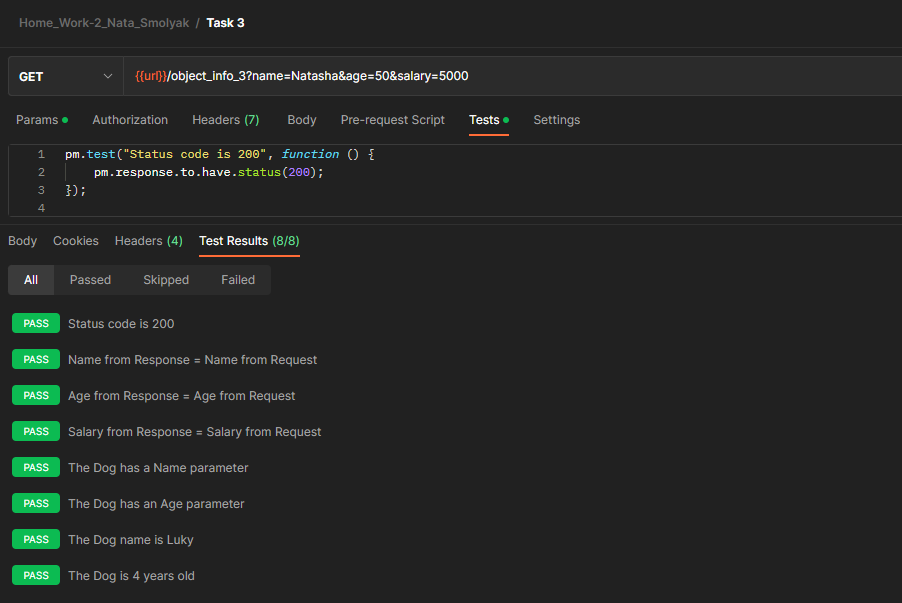 Home_Work-2_Nata_Smolyak / Task 3
GET {{url}}/object_info_3?name=Natasha&age=50&salary=5000
Params Authorization Headers (7) Body Pre-request Script Tests Settings
1 pm.test("Status code is 200", function () {
2 pm.response.to.have.status(200);
3 });
4
Body Cookies Headers (4) Test Results (8/8)
All Passed Skipped Failed
PASS Status code is 200
PASS Name from Response = Name from Request
PASS Age from Response = Age from Request
PASS Salary from Response = Salary from Request
PASS The Dog has a Name parameter
PASS The Dog has an Age parameter
PASS The Dog name is Luky
PASS The Dog is 4 years old